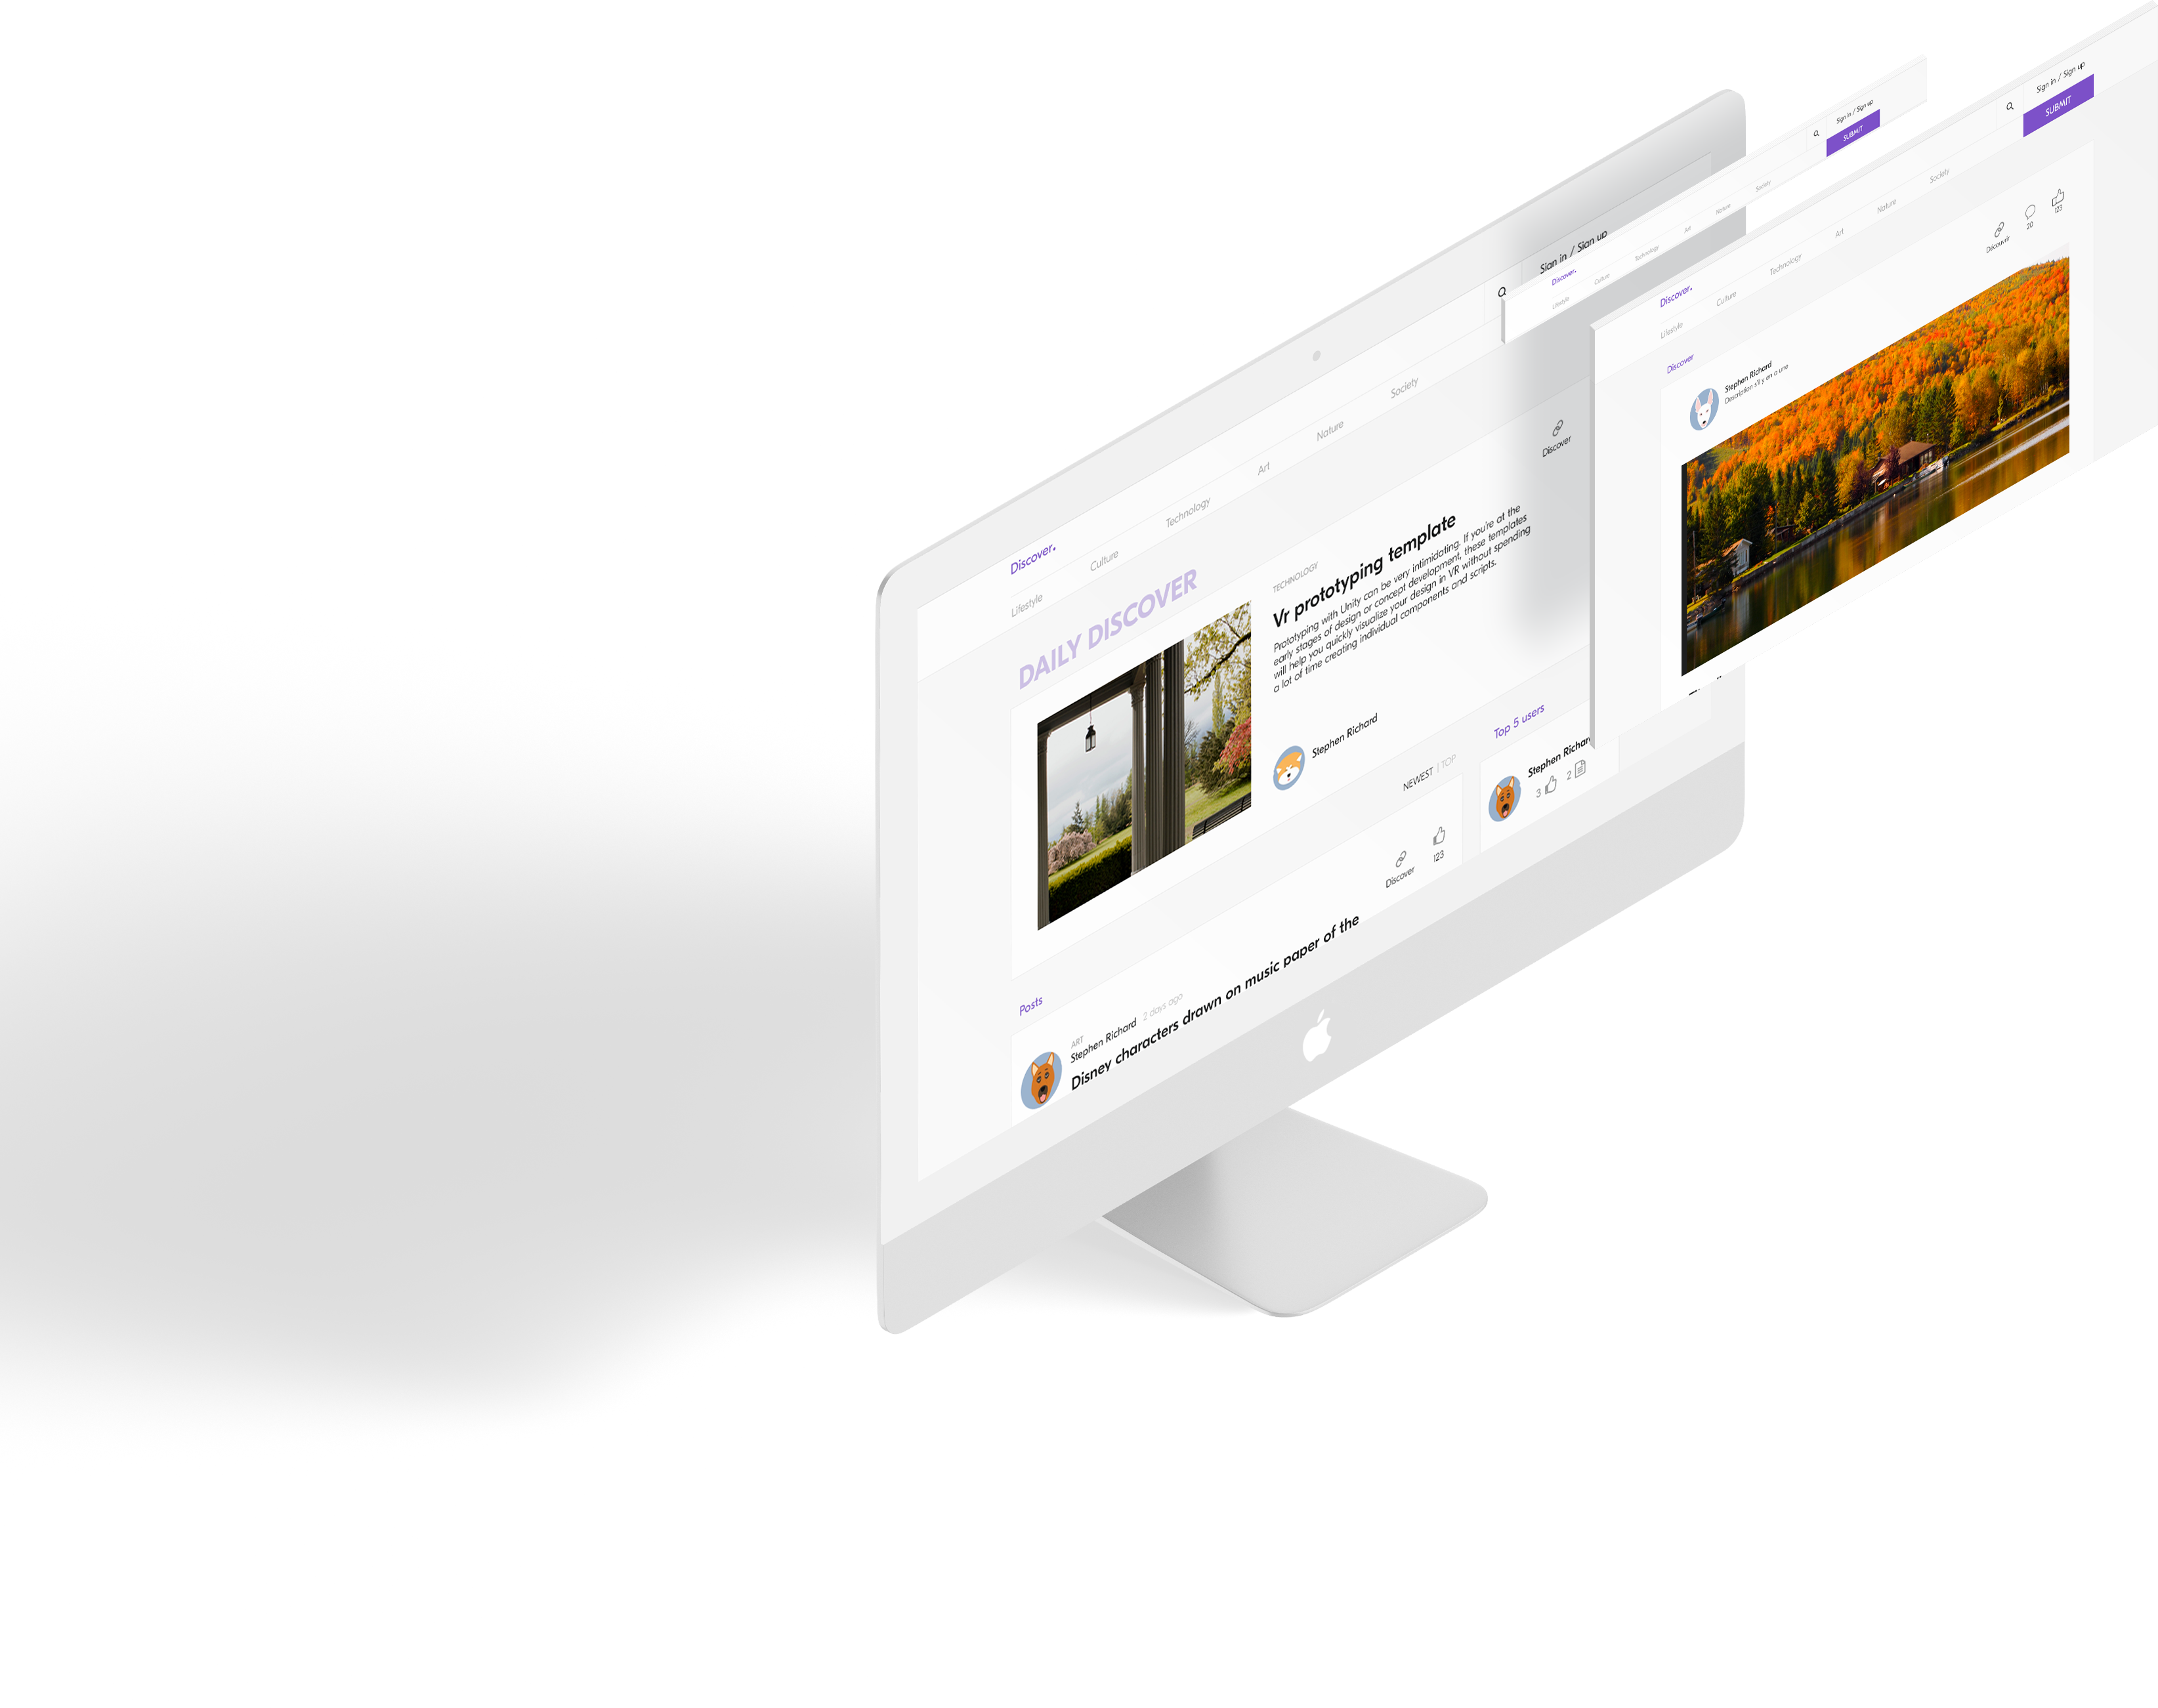 Discover.
Sign in / Sign up
Lifestyle
Culture
Technology
Art
Nature
Society
DAILY DISCOVER
TECHNOLOGY
Vr prototyping template
Prototyping with Unity can be very intimidating. If you're at the
early stages of design or concept development, these templates
will help you quickly visualize your design in VR without spending
a lot of time creating individual components and scripts.
Discover
Stephen Richard
NEWEST | TOP
Top 5 users
Stephen Richard
3
2
Posts
ART
Stephen Richard 2 days ago
Disney characters drawn on music paper of the
Discover
123
Discover.
Sign in / Sign up
SUBMIT
Lifestyle
Culture
Technology
Art
Nature
Society
Discover.
Sign in / Sign up
SUBMIT
Lifestyle
Culture
Technology
Art
Nature
Society
Discover
Stephen Richard
Description s'il y en a une
Découvrir
20
123